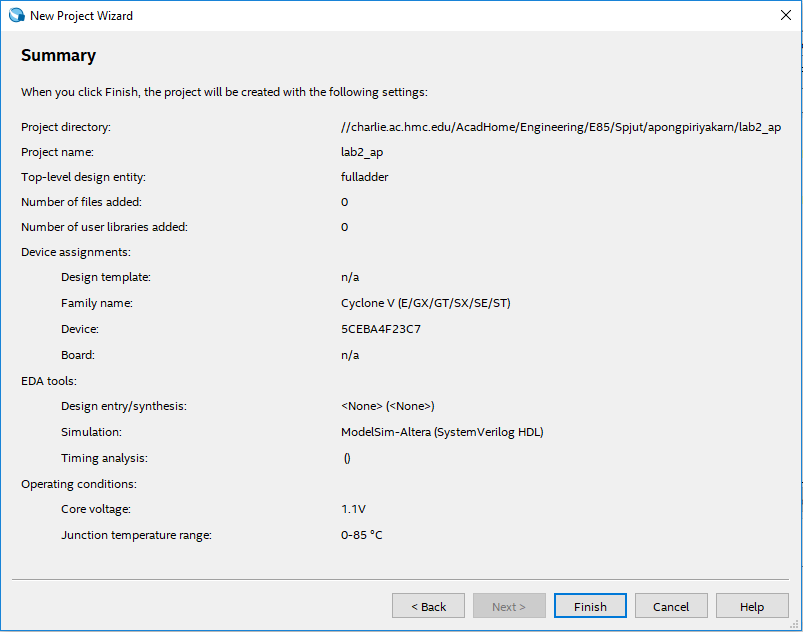 New Project Wizard
Summary
When you click Finish, the project will be created with the following settings:
Project directory: //charlie.ac.hmc.edu/AcadHome/Engineering/E85/Spjut/apongpiriyakarn/lab2_ap
Project name: lab2_ap
Top-level design entity: fulladder
Number of files added: 0
Number of user libraries added: 0
Device assignments:
Design template: n/a
Family name: Cyclone V (E/GX/GT/SX/SE/ST)
Device: 5CEBA4F23C7
Board: n/a
EDA tools:
Design entry/synthesis: <None> (<None>)
Simulation: ModelSim-Altera (SystemVerilog HDL)
Timing analysis: ()
Operating conditions:
Core voltage: 1.1V
Junction temperature range: 0-85 °C
< Back Next > Finish Cancel Help